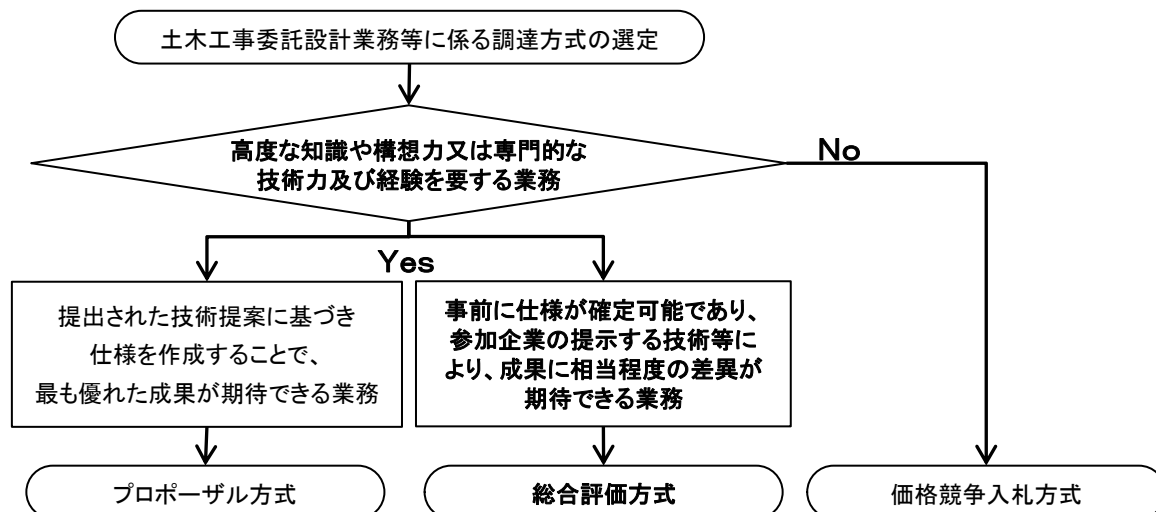 土木工事委託設計業務等に係る調達方式の選定
高度な知識や構想力又は専門的な
技術力及び経験を要する業務
No
Yes
提出された技術提案に基づき
仕様を作成することで、
最も優れた成果が期待できる業務
事前に仕様が確定可能であり、
参加企業の提示する技術等に
より、成果に相当程度の差異が
期待できる業務
プロポーザル方式
総合評価方式
価格競争入札方式